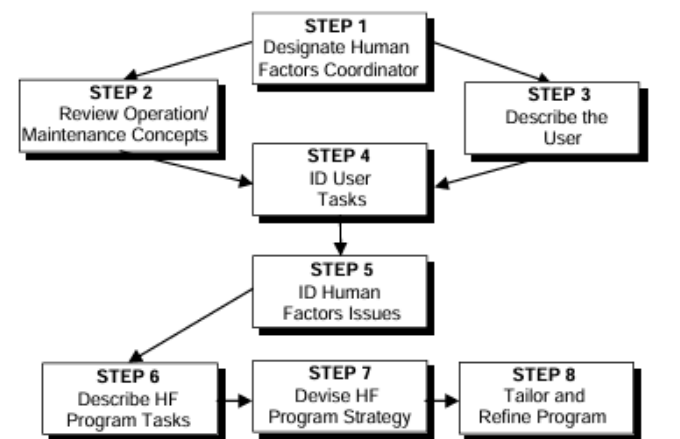 STEP 1
Designate Human
Factors Coordinator
STEP 2
Review Operation/
Maintenance Concepts
STEP 3
Describe the
User
STEP 4
ID User
Tasks
STEP 5
ID Human
Factors Issues
STEP 6
Describe HF
Program Tasks
STEP 7
Devise HF
Program Strategy
STEP 8
Tailor and
Refine Program